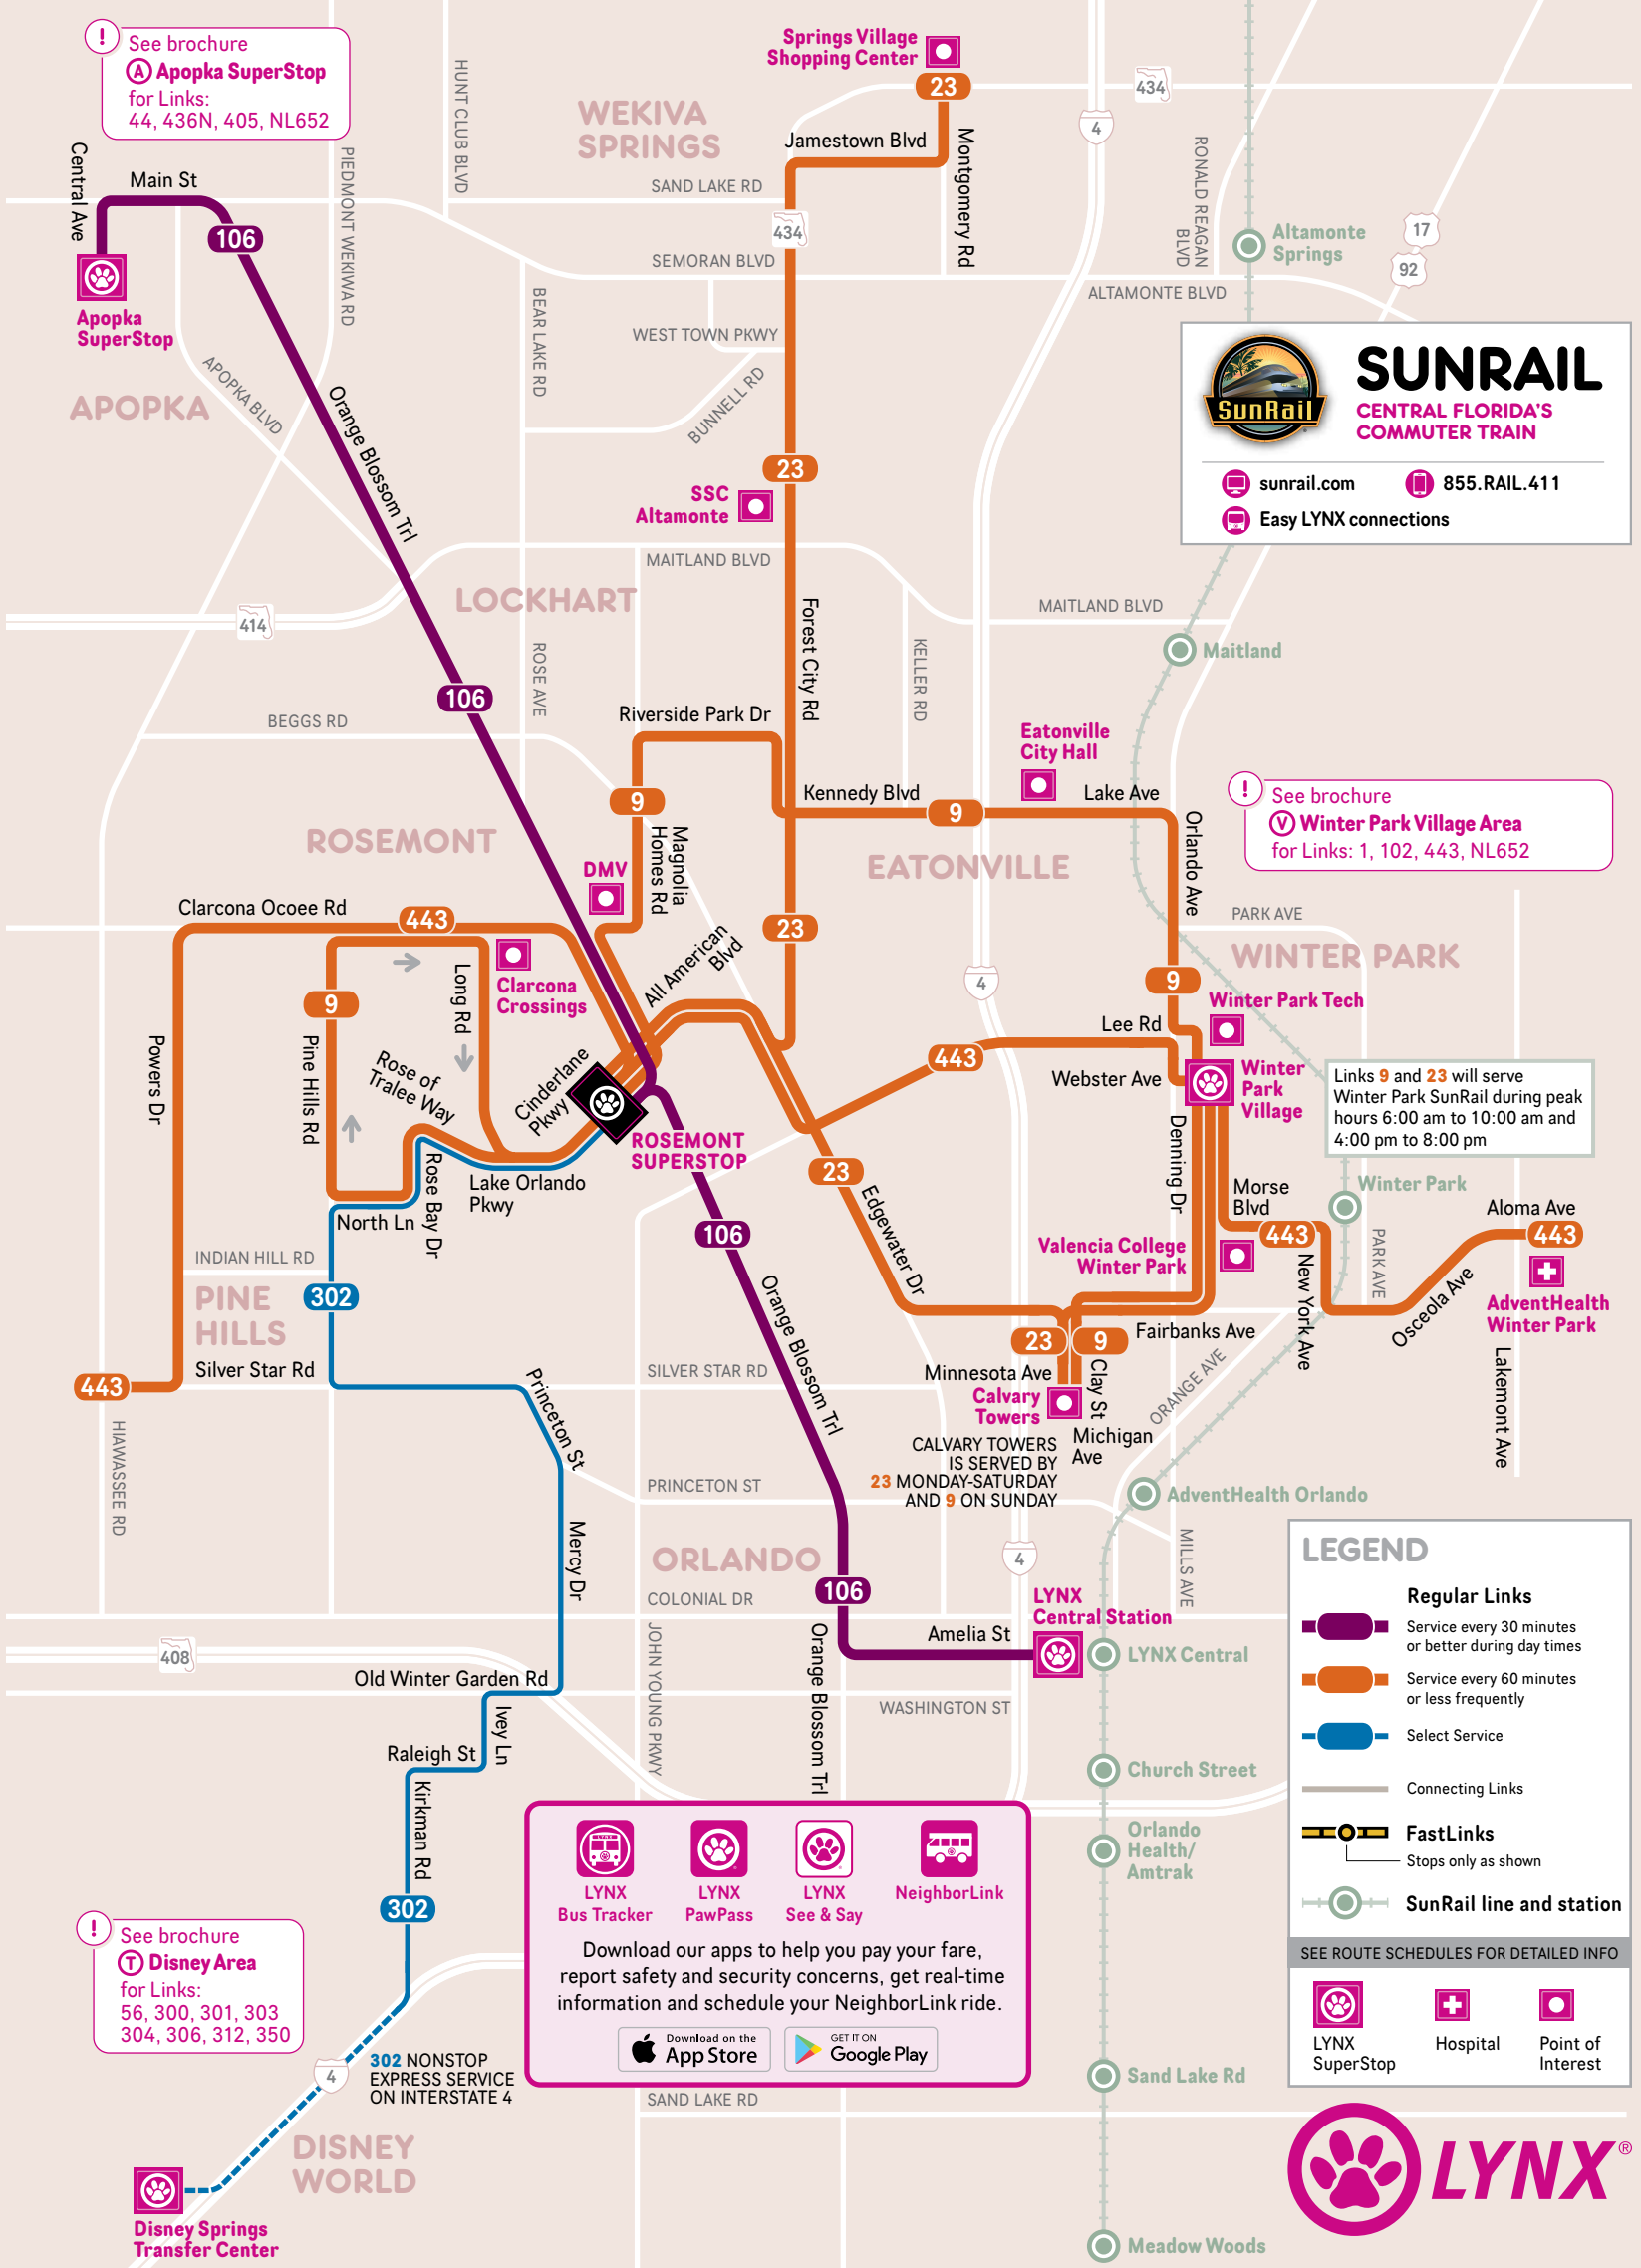 !
See brochure
A Apopka SuperStop
for Links:
44, 436N, 405, NL652
Springs Village
Shopping Center
23
434
4
WEKIVA
SPRINGS
HUNT CLUB BLVD
Jamestown Blvd
Montgomery Rd
RONALD REAGAN
BLVD
Central Ave
Main St
PIEDMONT WEKIWA RD
SAND LAKE RD
106
434
Altamonte
Springs
17
92
SEMORAN BLVD
ALTAMONTE BLVD
Apopka
SuperStop
BEAR LAKE RD
WEST TOWN PKWY
APOPKA
APOPKA BLVD
Orange Blossom Trl
BUNNELL RD
SunRail
SUNRAIL
CENTRAL FLORIDA'S
COMMUTER TRAIN
sunrail.com
855.RAIL.411
Easy LYNX connections
23
SSC
Altamonte
MAITLAND BLVD
LOCKHART
MAITLAND BLVD
414
Forest City Rd
ROSE AVE
KELLER RD
Maitland
106
BEGGS RD
Riverside Park Dr
Eatonville
City Hall
9
Kennedy Blvd
9
Lake Ave
Orlando Ave
!
See brochure
V Winter Park Village Area
for Links: 1, 102, 443, NL652
ROSEMONT
Magnolia
Homes Rd
EATONVILLE
DMV
Clarcona Ocoee Rd
443
23
PARK AVE
WINTER PARK
All American
Blvd
Clarcona
Crossings
Long Rd
9
4
9
Winter Park Tech
Lee Rd
Powers Dr
Pine Hills Rd
Rose of
Tralee Way
Cinderlane
Pkwy
443
Webster Ave
Winter
Park
Village
Links 9 and 23 will serve
Winter Park SunRail during peak
hours 6:00 am to 10:00 am and
4:00 pm to 8:00 pm
ROSEMONT
SUPERSTOP
23
Denning Dr
Rose Bay Dr
Lake Orlando
Pkwy
North Ln
Edgewater Dr
Morse
Blvd
Winter Park
Aloma Ave
106
443
443
INDIAN HILL RD
Valencia College
Winter Park
New York Ave
PARK AVE
Osceola Ave
AdventHealth
Winter Park
PINE
HILLS
302
Orange Blossom Trl
23
9
Fairbanks Ave
443
Silver Star Rd
SILVER STAR RD
Minnesota Ave
Clay St
Calvary
Towers
ORANGE AVE
Lakemont Ave
Princeton St
Michigan
Ave
CALVARY TOWERS
IS SERVED BY
23 MONDAY-SATURDAY
AND 9 ON SUNDAY
HIAWASSEE RD
PRINCETON ST
AdventHealth Orlando
Mercy Dr
ORLANDO
4
MILLS AVE
106
COLONIAL DR
LYNX
Central Station
Amelia St
LYNX Central
408
JOHN YOUNG PKWY
Orange Blossom Trl
Old Winter Garden Rd
WASHINGTON ST
Ivey Ln
Raleigh St
Church Street
Kirkman Rd
Orlando
Health/
Amtrak
LEGEND
Regular Links
Service every 30 minutes
or better during day times
Service every 60 minutes
or less frequently
Select Service
Connecting Links
FastLinks
Stops only as shown
SunRail line and station
SEE ROUTE SCHEDULES FOR DETAILED INFO
LYNX
SuperStop
Hospital
Point of
Interest
LYNX
Bus Tracker
LYNX
PawPass
LYNX
See & Say
NeighborLink
Download our apps to help you pay your fare,
report safety and security concerns, get real-time
information and schedule your NeighborLink ride.
Download on the
App Store
GET IT ON
Google Play
302
!
See brochure
T Disney Area
for Links:
56, 300, 301, 303
304, 306, 312, 350
4
302 NONSTOP
EXPRESS SERVICE
ON INTERSTATE 4
Sand Lake Rd
SAND LAKE RD
DISNEY
WORLD
Disney Springs
Transfer Center
Meadow Woods
LYNX®